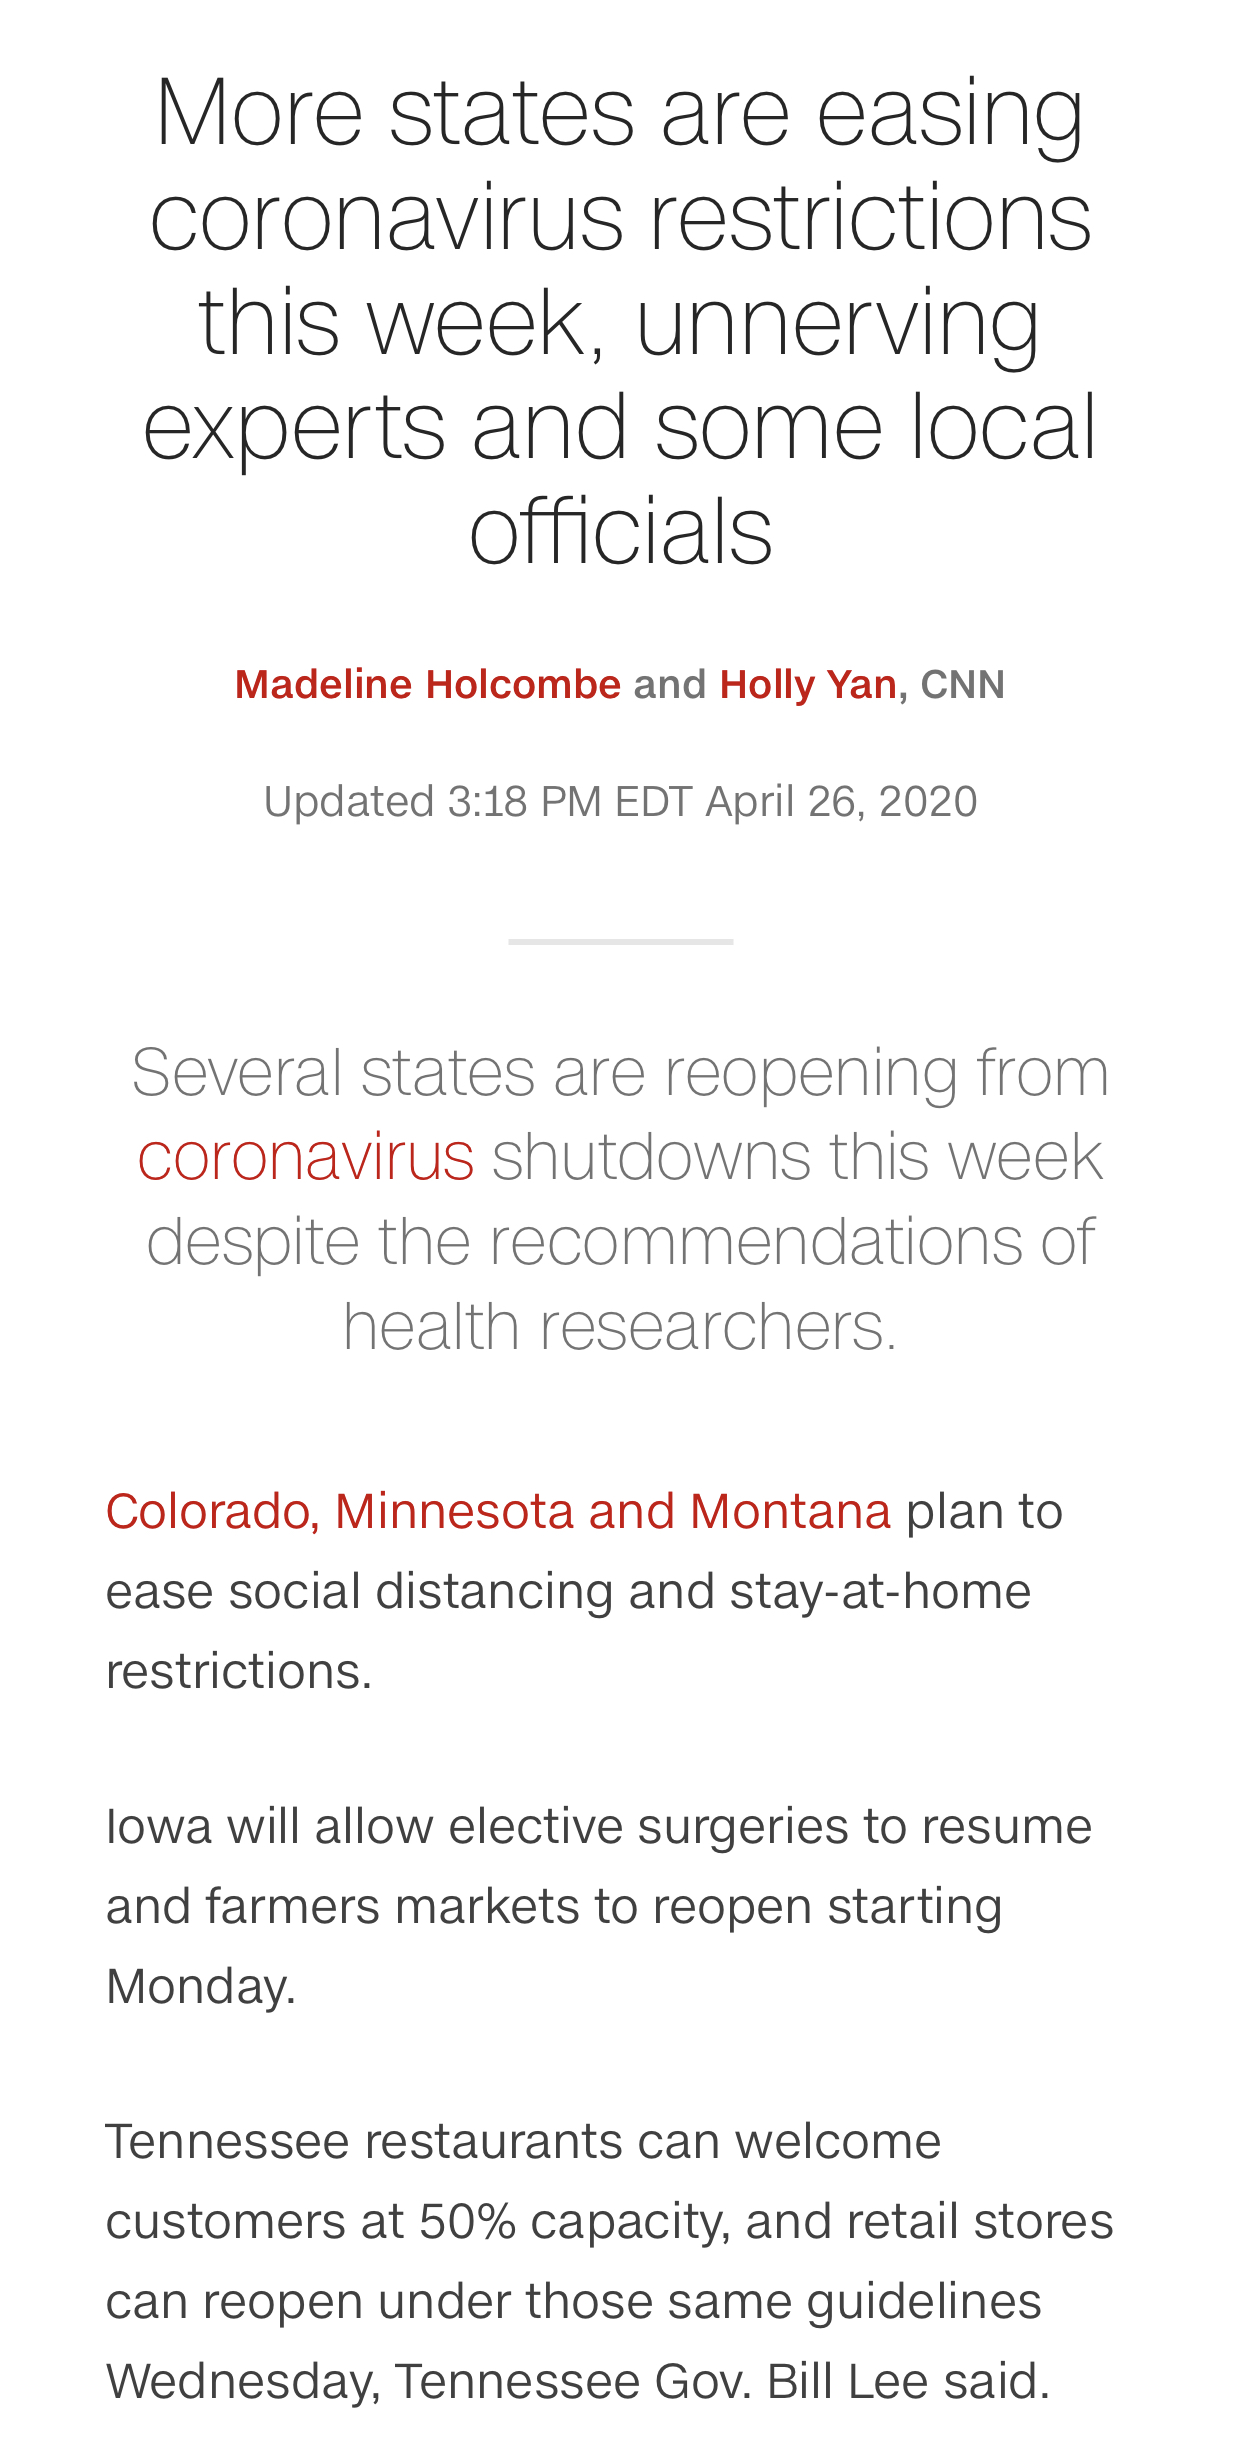 More states are easing
coronavirus restrictions
this week, unnerving
experts and some local
officials
Madeline Holcombe and Holly Yan, CNN
Updated 3:18 PM EDT April 26, 2020
Several states are reopening from
coronavirus shutdowns this week
despite the recommendations of
health researchers.
Colorado, Minnesota and Montana plan to
ease social distancing and stay-at-home
restrictions.
Iowa will allow elective surgeries to resume
and farmers markets to reopen starting
Monday.
Tennessee restaurants can welcome
customers at 50% capacity, and retail stores
can reopen under those same guidelines
Wednesday, Tennessee Gov. Bill Lee said.